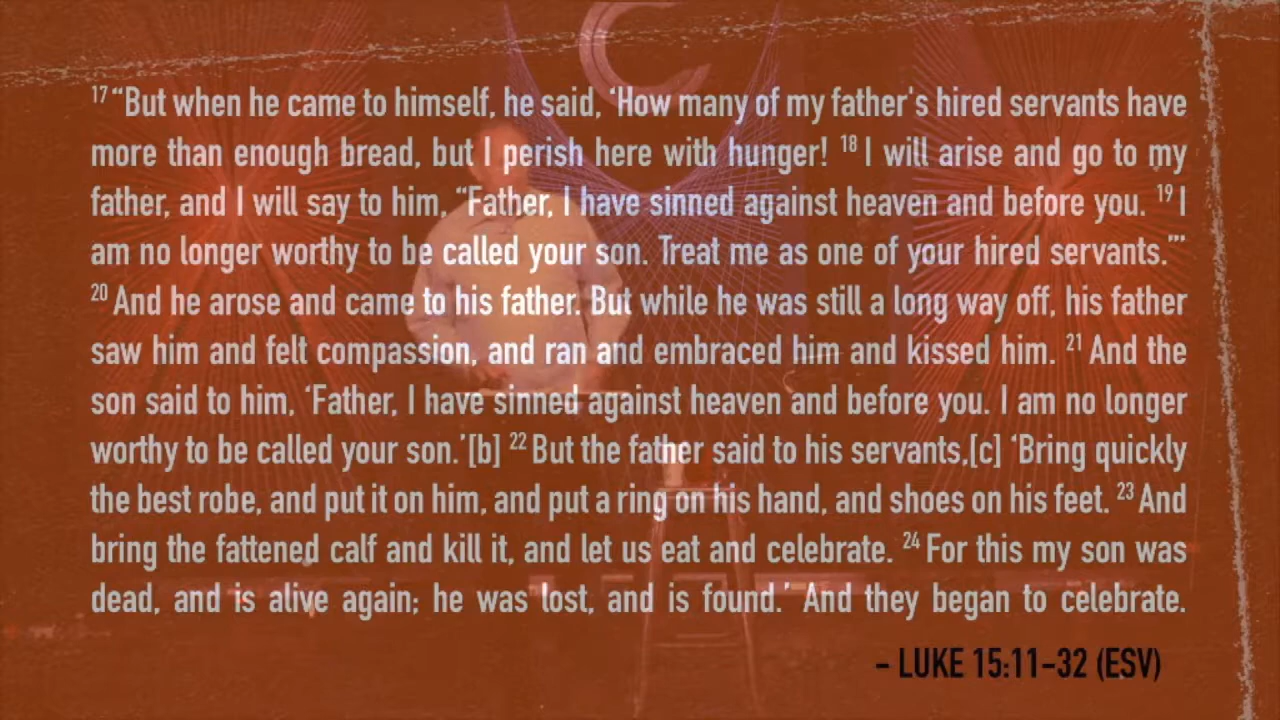 17 “But when he came to himself, he said, ‘How many of my father's hired servants have
more than enough bread, but I perish here with hunger! 18 I will arise and go to my
father, and I will say to him, “Father, I have sinned against heaven and before you. 19 I
am no longer worthy to be called your son. Treat me as one of your hired servants.”’
20 And he arose and came to his father. But while he was still a long way off, his father
saw him and felt compassion, and ran and embraced him and kissed him. 21 And the
son said to him, ‘Father, I have sinned against heaven and before you. I am no longer
worthy to be called your son.’[b] 22 But the father said to his servants,[c] ‘Bring quickly
the best robe, and put it on him, and put a ring on his hand, and shoes on his feet. 23 And
bring the fattened calf and kill it, and let us eat and celebrate. 24 For this my son was
dead, and is alive again; he was lost, and is found.’ And they began to celebrate.
– LUKE 15:11–32 (ESV)